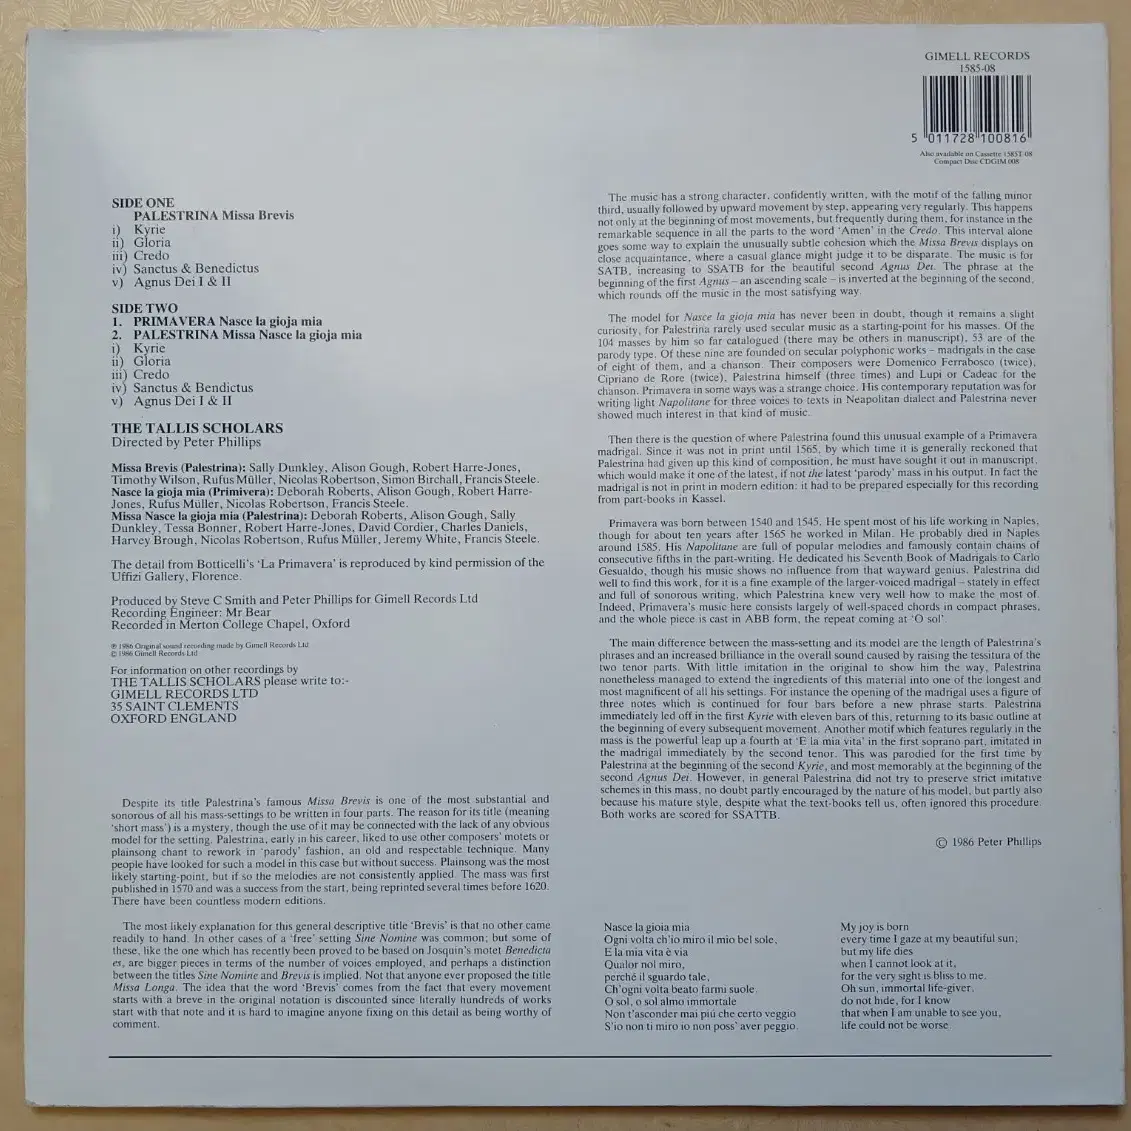 GIMELL RECORDS
1585-08
5 011728 100816
Also available on Cassette 1585T-08
Compact Disc CDGIM 008
SIDE ONE
PALESTRINA Missa Brevis
i) Kyrie
ii) Gloria
iii) Credo
iv) Sanctus & Benedictus
v) Agnus Dei I & II
SIDE TWO
1. PRIMAVERA Nasce la gioja mia
2. PALESTRINA Missa Nasce la gioja mia
i) Kyrie
ii) Gloria
iii) Credo
iv) Sanctus & Bendictus
v) Agnus Dei I & II
THE TALLIS SCHOLARS
Directed by Peter Phillips
Missa Brevis (Palestrina): Sally Dunkley, Alison Gough, Robert Harre-Jones,
Timothy Wilson, Rufus Müller, Nicolas Robertson, Simon Birchall, Francis Steele.
Nasce la gioja mia (Primivera): Deborah Roberts, Alison Gough, Robert Harre-
Jones, Rufus Müller, Nicolas Robertson, Francis Steele.
Missa Nasce la gioja mia (Palestrina): Deborah Roberts, Alison Gough, Sally
Dunkley, Tessa Bonner, Robert Harre-Jones, David Cordier, Charles Daniels,
Harvey Brough, Nicolas Robertson, Rufus Müller, Jeremy White, Francis Steele.
The detail from Botticelli's 'La Primavera' is reproduced by kind permission of the
Uffizi Gallery, Florence.
Produced by Steve C Smith and Peter Phillips for Gimell Records Ltd
Recording Engineer: Mr Bear
Recorded in Merton College Chapel, Oxford
℗ 1986 Original sound recording made by Gimell Records Ltd
© 1986 Gimell Records Ltd
For information on other recordings by
THE TALLIS SCHOLARS please write to:-
GIMELL RECORDS LTD
35 SAINT CLEMENTS
OXFORD ENGLAND
Despite its title Palestrina's famous Missa Brevis is one of the most substantial and
sonorous of all his mass-settings to be written in four parts. The reason for its title (meaning
'short mass') is a mystery, though the use of it may be connected with the lack of any obvious
model for the setting. Palestrina, early in his career, liked to use other composers' motets or
plainsong chant to rework in 'parody' fashion, an old and respectable technique. Many
people have looked for such a model in this case but without success. Plainsong was the most
likely starting-point, but if so the melodies are not consistently applied. The mass was first
published in 1570 and was a success from the start, being reprinted several times before 1620.
There have been countless modern editions.
The most likely explanation for this general descriptive title 'Brevis' is that no other came
readily to hand. In other cases of a 'free' setting Sine Nomine was common; but some of
these, like the one which has recently been proved to be based on Josquin's motet Benedicta
es, are bigger pieces in terms of the number of voices employed, and perhaps a distinction
between the titles Sine Nomine and Brevis is implied. Not that anyone ever proposed the title
Missa Longa. The idea that the word 'Brevis' comes from the fact that every movement
starts with a breve in the original notation is discounted since literally hundreds of works
start with that note and it is hard to imagine anyone fixing on this detail as being worthy of
comment.
The music has a strong character, confidently written, with the motif of the falling minor
third, usually followed by upward movement by step, appearing very regularly. This happens
not only at the beginning of most movements, but frequently during them, for instance in the
remarkable sequence in all the parts to the word 'Amen' in the Credo. This interval alone
goes some way to explain the unusually subtle cohesion which the Missa Brevis displays on
close acquaintance, where a casual glance might judge it to be disparate. The music is for
SATB, increasing to SSATB for the beautiful second Agnus Dei. The phrase at the
beginning of the first Agnus – an ascending scale – is inverted at the beginning of the second,
which rounds off the music in the most satisfying way.
The model for Nasce la gioja mia has never been in doubt, though it remains a slight
curiosity, for Palestrina rarely used secular music as a starting-point for his masses. Of the
104 masses by him so far catalogued (there may be others in manuscript), 53 are of the
parody type. Of these nine are founded on secular polyphonic works – madrigals in the case
of eight of them, and a chanson. Their composers were Domenico Ferrabosco (twice),
Cipriano de Rore (twice), Palestrina himself (three times) and Lupi or Cadeac for the
chanson. Primavera in some ways was a strange choice. His contemporary reputation was for
writing light Napolitane for three voices to texts in Neapolitan dialect and Palestrina never
showed much interest in that kind of music.
Then there is the question of where Palestrina found this unusual example of a Primavera
madrigal. Since it was not in print until 1565, by which time it is generally reckoned that
Palestrina had given up this kind of composition, he must have sought it out in manuscript,
which would make it one of the latest, if not the latest 'parody' mass in his output. In fact the
madrigal is not in print in modern edition: it had to be prepared especially for this recording
from part-books in Kassel.
Primavera was born between 1540 and 1545. He spent most of his life working in Naples,
though for about ten years after 1565 he worked in Milan. He probably died in Naples
around 1585. His Napolitane are full of popular melodies and famously contain chains of
consecutive fifths in the part-writing. He dedicated his Seventh Book of Madrigals to Carlo
Gesualdo, though his music shows no influence from that wayward genius. Palestrina did
well to find this work, for it is a fine example of the larger-voiced madrigal – stately in effect
and full of sonorous writing, which Palestrina knew very well how to make the most of.
Indeed, Primavera's music here consists largely of well-spaced chords in compact phrases,
and the whole piece is cast in ABB form, the repeat coming at 'O sol'.
The main difference between the mass-setting and its model are the length of Palestrina's
phrases and an increased brilliance in the overall sound caused by raising the tessitura of the
two tenor parts. With little imitation in the original to show him the way, Palestrina
nonetheless managed to extend the ingredients of this material into one of the longest and
most magnificent of all his settings. For instance the opening of the madrigal uses a figure of
three notes which is continued for four bars before a new phrase starts. Palestrina
immediately led off in the first Kyrie with eleven bars of this, returning to its basic outline at
the beginning of every subsequent movement. Another motif which features regularly in the
mass is the powerful leap up a fourth at 'E la mia vita' in the first soprano part, imitated in
the madrigal immediately by the second tenor. This was parodied for the first time by
Palestrina at the beginning of the second Kyrie, and most memorably at the beginning of the
second Agnus Dei. However, in general Palestrina did not try to preserve strict imitative
schemes in this mass, no doubt partly encouraged by the nature of his model, but partly also
because his mature style, despite what the text-books tell us, often ignored this procedure.
Both works are scored for SSATTB.
© 1986 Peter Phillips
Nasce la gioia mia
Ogni volta ch'io miro il mio bel sole,
E la mia vita è via
Qualor nol miro,
perché il sguardo tale,
Ch'ogni volta beato farmi suole.
O sol, o sol almo immortale
Non t'asconder mai più che certo veggio
S'io non ti miro io non poss' aver peggio.
My joy is born
every time I gaze at my beautiful sun;
but my life dies
when I cannot look at it,
for the very sight is bliss to me.
Oh sun, immortal life-giver,
do not hide, for I know
that when I am unable to see you,
life could not be worse.